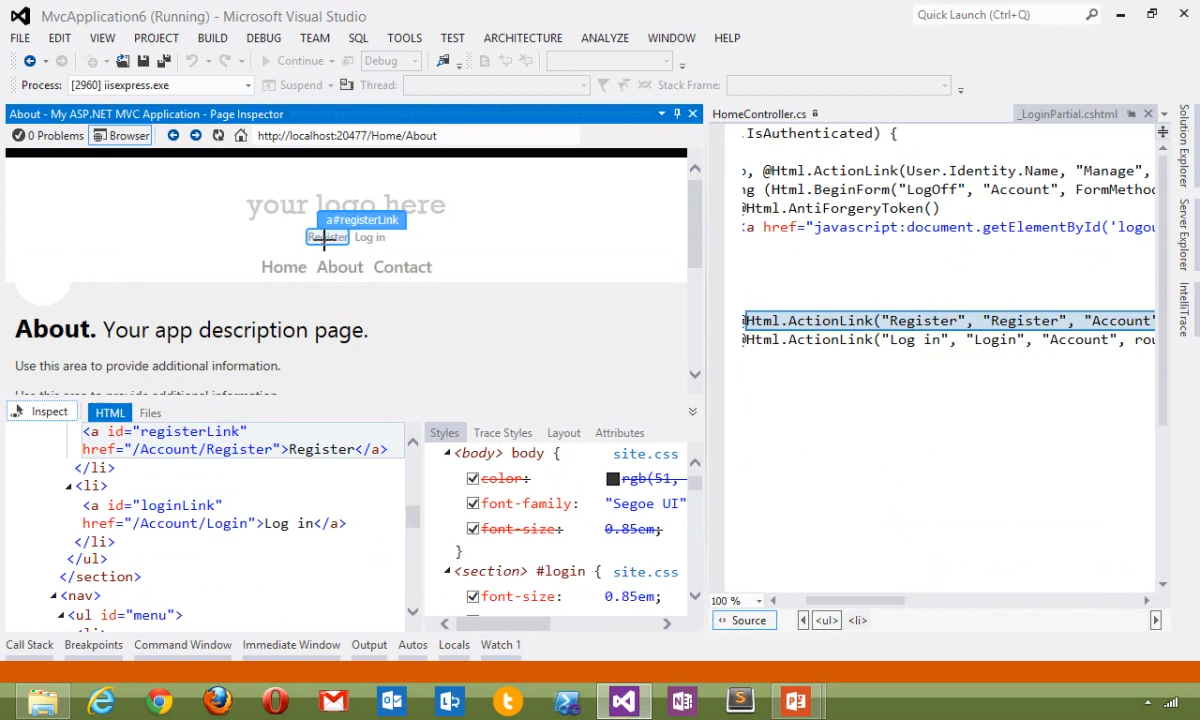 MvcApplication6 (Running) - Microsoft Visual Studio
Quick Launch (Ctrl+Q)
FILE EDIT VIEW PROJECT BUILD DEBUG TEAM SQL TOOLS TEST ARCHITECTURE ANALYZE WINDOW HELP
Continue Debug
Process: [2960] iisexpress.exe Suspend Thread: Stack Frame:
About - My ASP.NET MVC Application - Page Inspector
0 Problems Browser http://localhost:20477/Home/About
your logo here
a#registerLink
Register Log in
Home About Contact
About. Your app description page.
Use this area to provide additional information.
Use this area to provide additional information.
Inspect HTML Files
<a id="registerLink"
href="/Account/Register">Register</a>
</li>
<li>
<a id="loginLink"
href="/Account/Login">Log in</a>
</li>
</ul>
</section>
<nav>
<ul id="menu">
<li>
Styles Trace Styles Layout Attributes
<body> body { site.css
color: rgb(51,
font-family: "Segoe UI"
font-size: 0.85em;
}
<section> #login { site.css
font-size: 0.85em;
HomeController.cs _LoginPartial.cshtml
.IsAuthenticated) {
, @Html.ActionLink(User.Identity.Name, "Manage",
ng (Html.BeginForm("LogOff", "Account", FormMethod
@Html.AntiForgeryToken()
<a href="javascript:document.getElementById('logou
@Html.ActionLink("Register", "Register", "Account"
@Html.ActionLink("Log in", "Login", "Account", rou
100 %
Source <ul> <li>
Solution Explorer
Server Explorer
IntelliTrace
Call Stack Breakpoints Command Window Immediate Window Output Autos Locals Watch 1